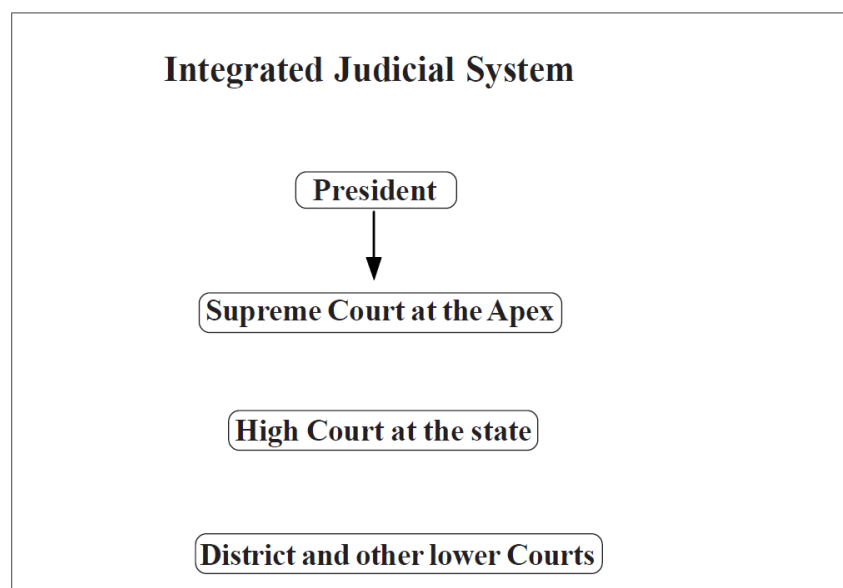 Integrated Judicial System
President
Supreme Court at the Apex
High Court at the state
District and other lower Courts